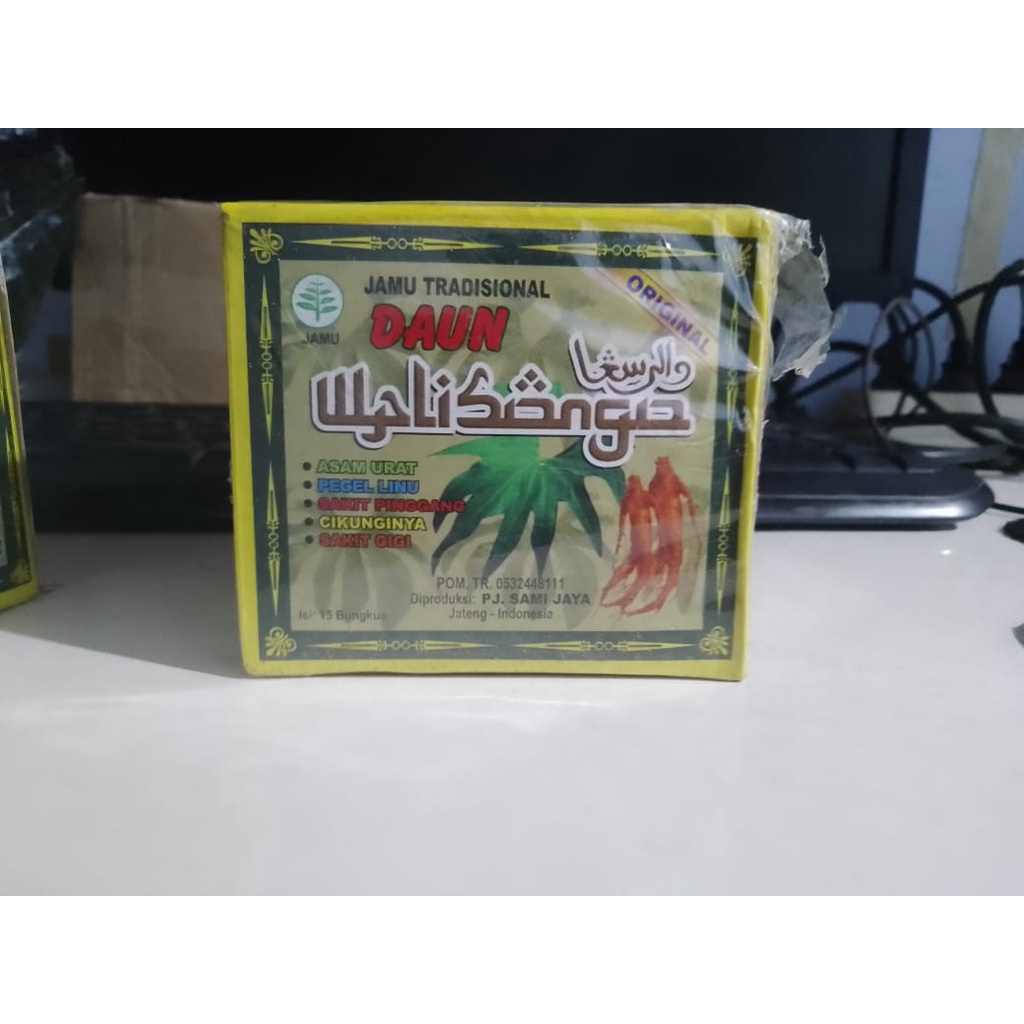 JAMU TRADISIONAL
DAUN
ORIGINAL
JAMU
Walisongo
• ASAM URAT
• PEGEL LINU
• SAKIT PINGGANG
• CIKUNGINYA
• SAKIT GIGI
POM. TR. 0532448111
Diproduksi: PJ. SAMI JAYA
Jateng - Indonesia
Isi: 15 Bungkus